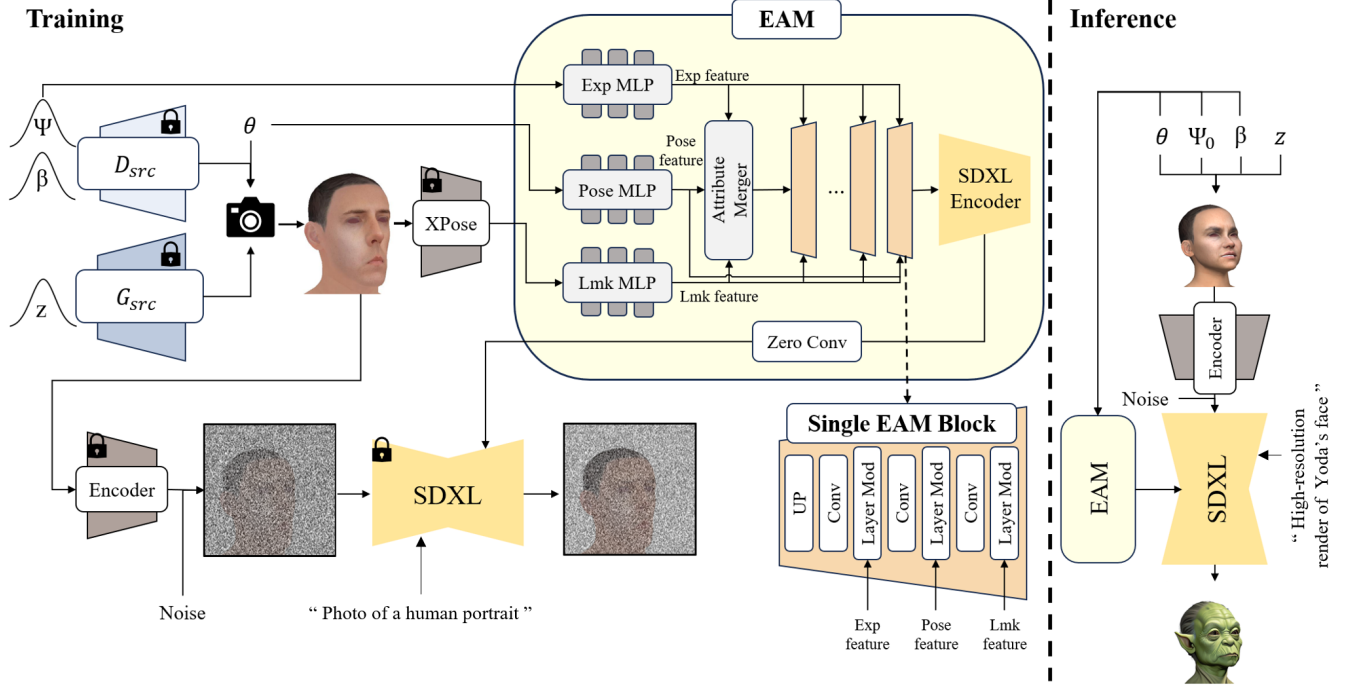 Training
EAM
Inference
Ψ
β
z
D_src
G_src
θ
XPose
Exp MLP
Exp feature
Pose MLP
Pose
feature
Lmk MLP
Lmk feature
Attribute
Merger
...
SDXL
Encoder
Zero Conv
Encoder
Noise
SDXL
“ Photo of a human portrait ”
Single EAM Block
UP
Conv
Layer Mod
Conv
Layer Mod
Conv
Layer Mod
Exp
feature
Pose
feature
Lmk
feature
θ Ψ₀ β z
Encoder
Noise
EAM
SDXL
“ High-resolution
render of Yoda’s face ”